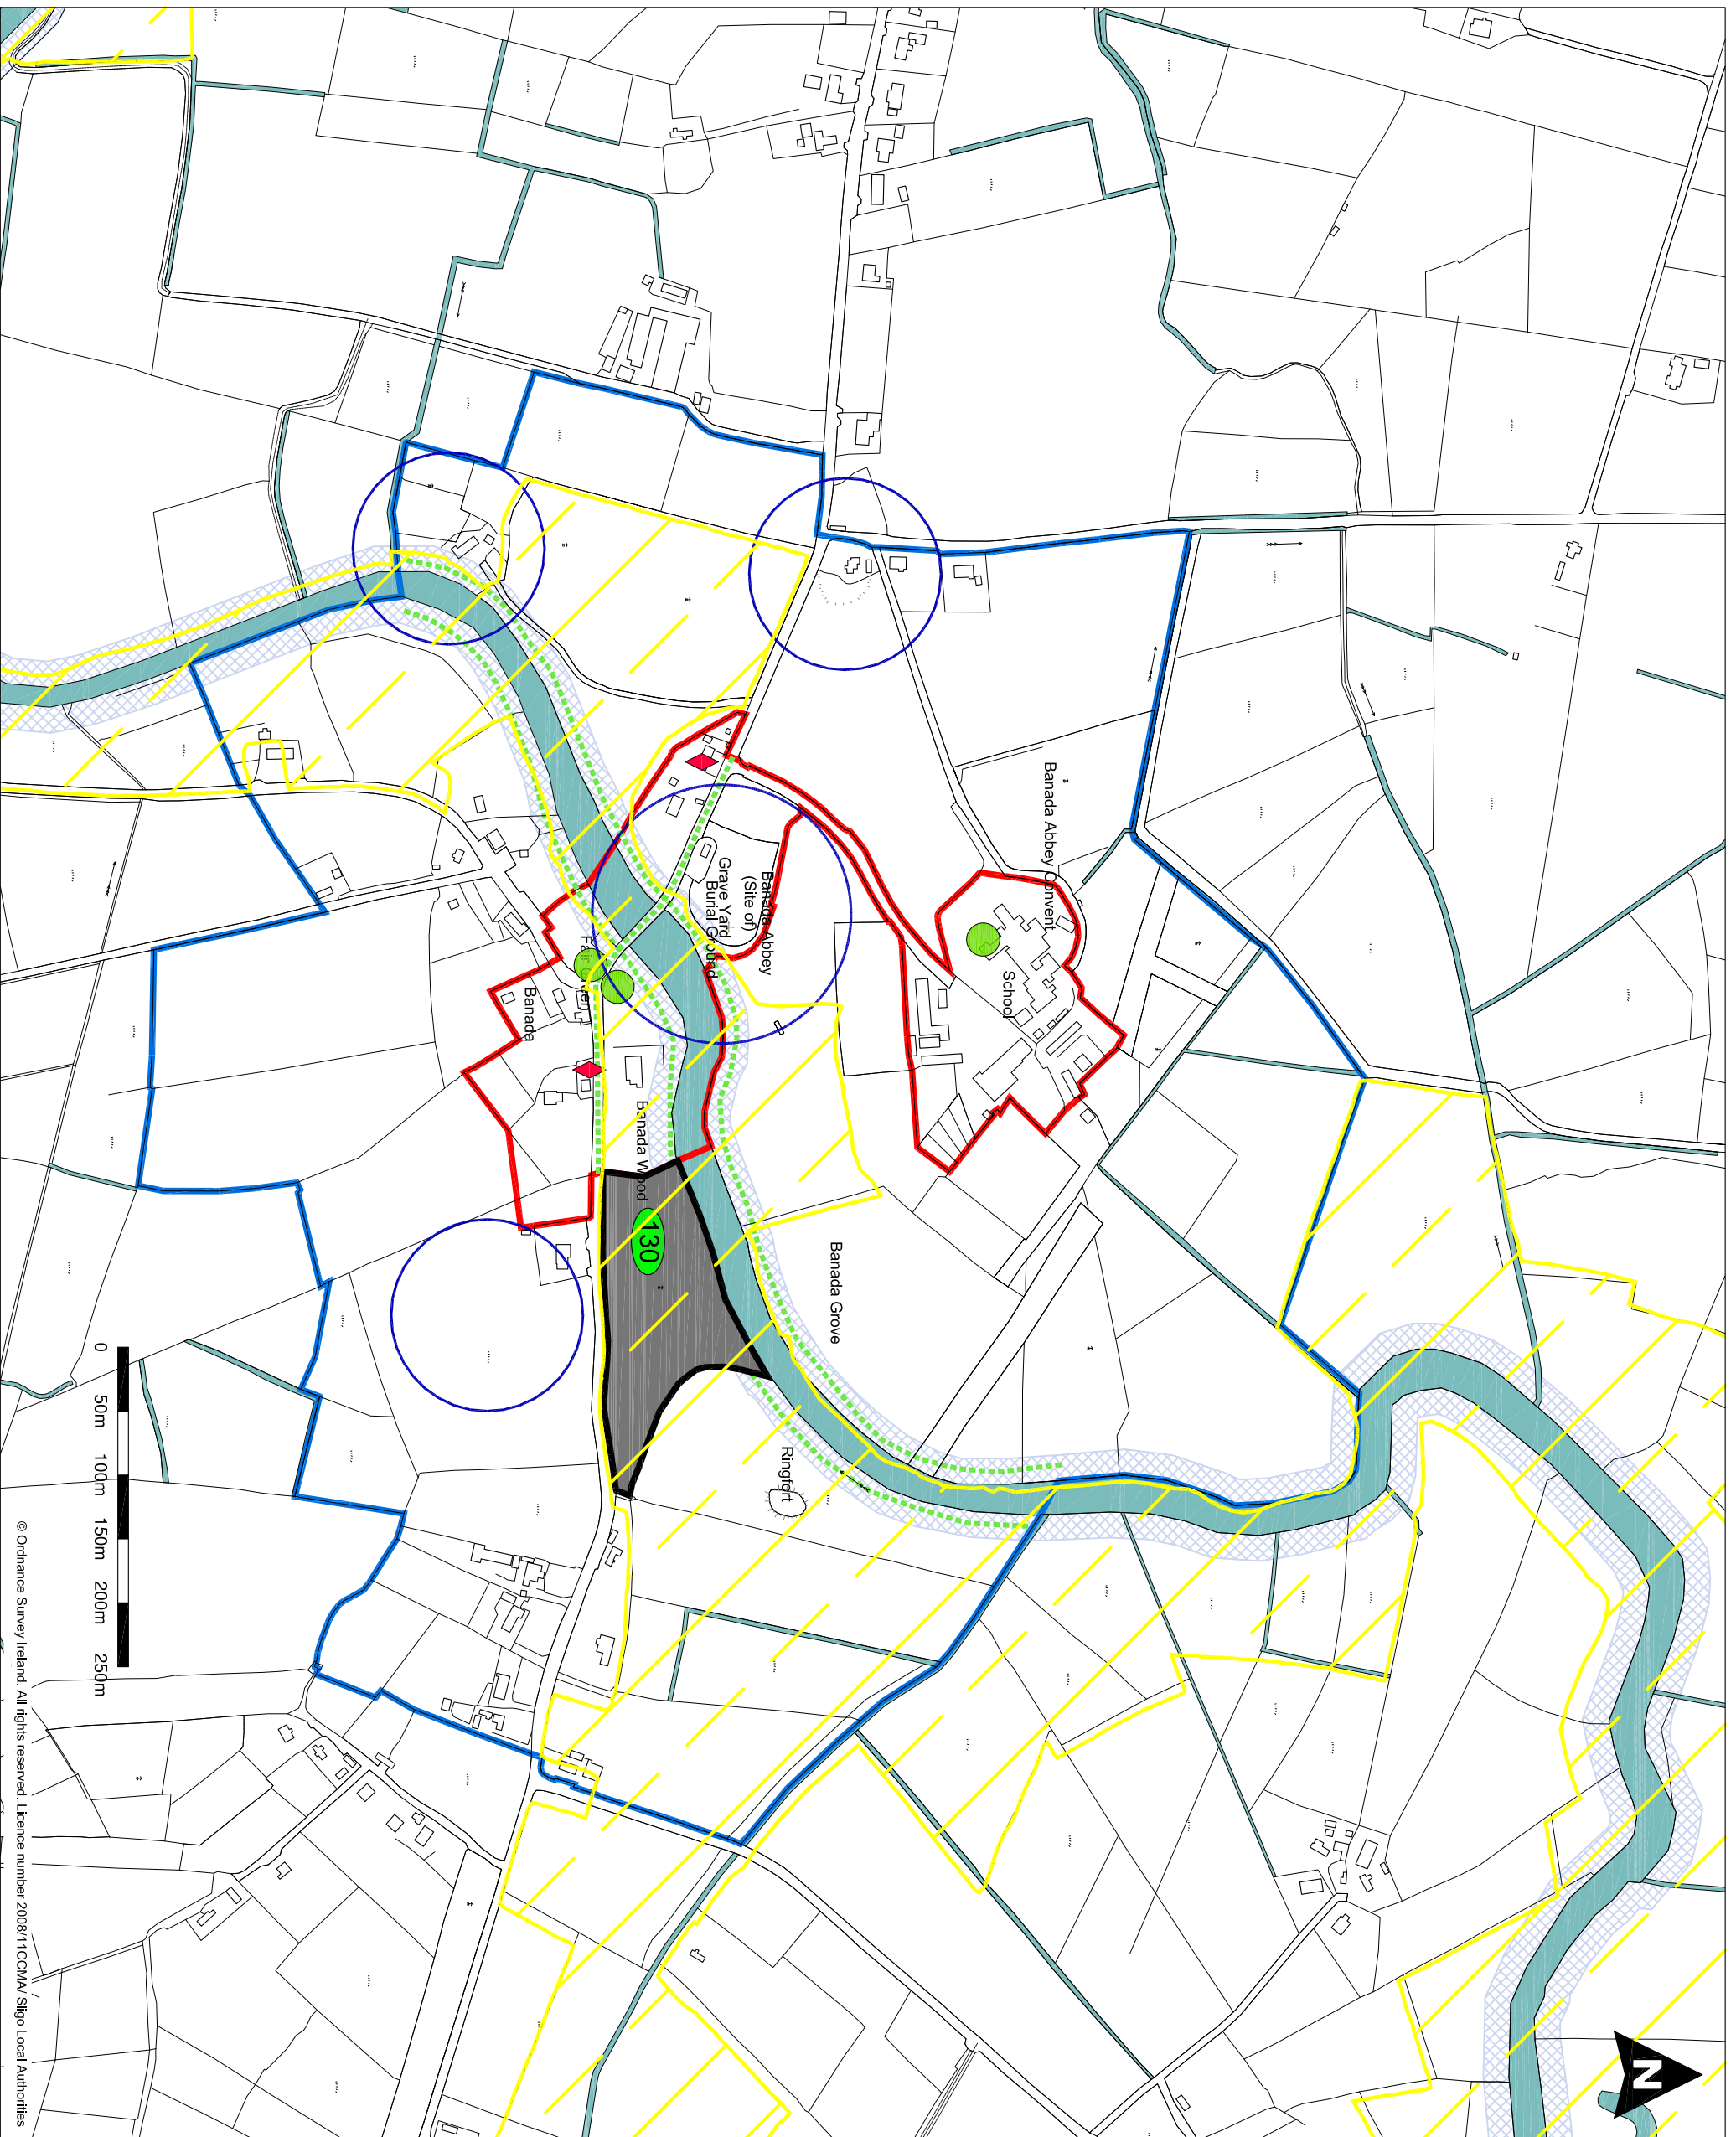 Banada Abbey Convent
School
Banada Abbey
(Site of)
Grave Yard
Burial Ground
Fair Green
Banada
Banada Wood
130
Banada Grove
Ringfort
0 50m 100m 150m 200m 250m
N
© Ordnance Survey Ireland. All rights reserved. Licence number 2008/11CCMA/ Sligo Local Authorities